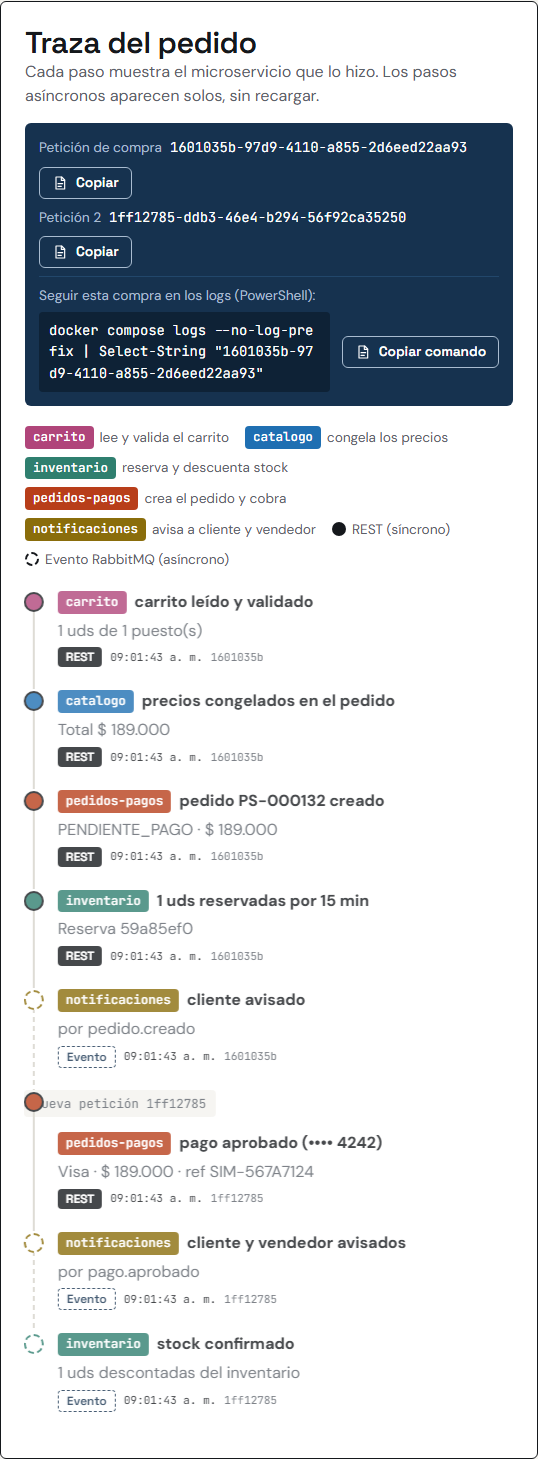 Traza del pedido
Cada paso muestra el microservicio que lo hizo. Los pasos
asíncronos aparecen solos, sin recargar.
Petición de compra 1601035b-97d9-4110-a855-2d6eed22aa93
Copiar
Petición 2 1ff12785-ddb3-46e4-b294-56f92ca35250
Copiar
Seguir esta compra en los logs (PowerShell):
docker compose logs --no-log-pre
fix | Select-String "1601035b-97
d9-4110-a855-2d6eed22aa93"
Copiar comando
carrito lee y valida el carrito catalogo congela los precios
inventario reserva y descuenta stock
pedidos-pagos crea el pedido y cobra
notificaciones avisa a cliente y vendedor REST (síncrono)
Evento RabbitMQ (asíncrono)
carrito carrito leído y validado
1 uds de 1 puesto(s)
REST 09:01:43 a. m. 1601035b
catalogo precios congelados en el pedido
Total $ 189.000
REST 09:01:43 a. m. 1601035b
pedidos-pagos pedido PS-000132 creado
PENDIENTE_PAGO · $ 189.000
REST 09:01:43 a. m. 1601035b
inventario 1 uds reservadas por 15 min
Reserva 59a85ef0
REST 09:01:43 a. m. 1601035b
notificaciones cliente avisado
por pedido.creado
Evento 09:01:43 a. m. 1601035b
ueva petición 1ff12785
pedidos-pagos pago aprobado (•••• 4242)
Visa · $ 189.000 · ref SIM-567A7124
REST 09:01:43 a. m. 1ff12785
notificaciones cliente y vendedor avisados
por pago.aprobado
Evento 09:01:43 a. m. 1ff12785
inventario stock confirmado
1 uds descontadas del inventario
Evento 09:01:43 a. m. 1ff12785